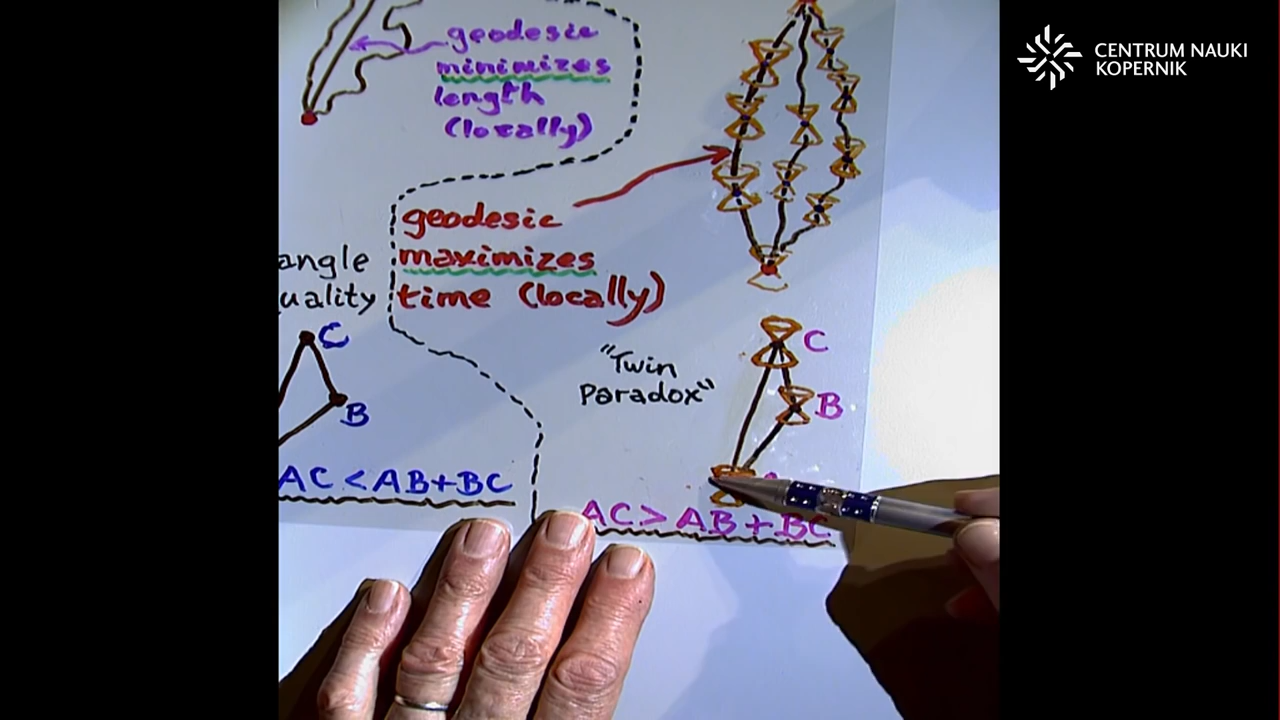 geodesic
minimizes
length
(locally)
geodesic
maximizes
time (locally)
angle
uality
C
B
AC < AB+BC
"Twin
Paradox"
C
B
AC > AB+BC
CENTRUM NAUKI
KOPERNIK